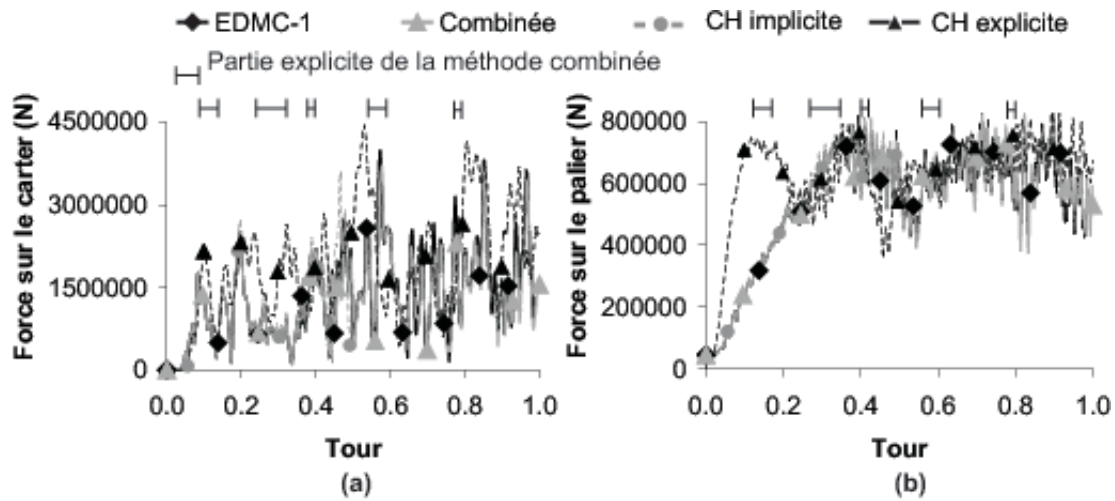 EDMC-1 Combinée CH implicite CH explicite
Partie explicite de la méthode combinée
Force sur le carter (N)
4500000
3000000
1500000
0
0.0 0.2 0.4 0.6 0.8 1.0
Tour
(a)
Force sur le palier (N)
800000
600000
400000
200000
0
0.0 0.2 0.4 0.6 0.8 1.0
Tour
(b)